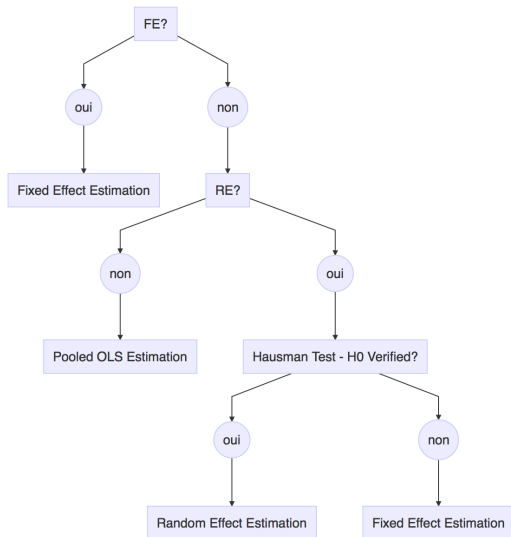 FE?
oui
non
Fixed Effect Estimation
RE?
non
oui
Pooled OLS Estimation
Hausman Test - H0 Verified?
oui
non
Random Effect Estimation
Fixed Effect Estimation